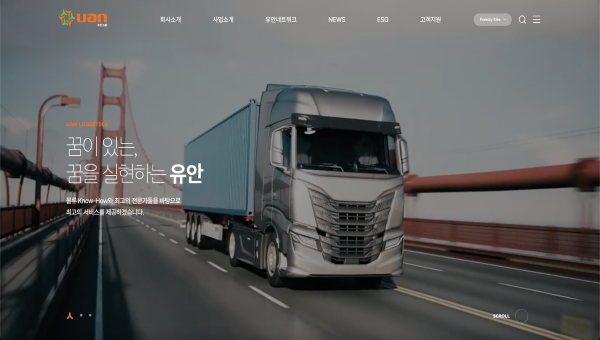 uan
회사소개
사업소개
유안네트워크
NEWS
ESG
고객지원
Family Site
꿈이 있는,
꿈을 실현하는 유안
물류 Know-How와 최고의 전문가들을 바탕으로
최고의 서비스를 제공하겠습니다.
SCROLL